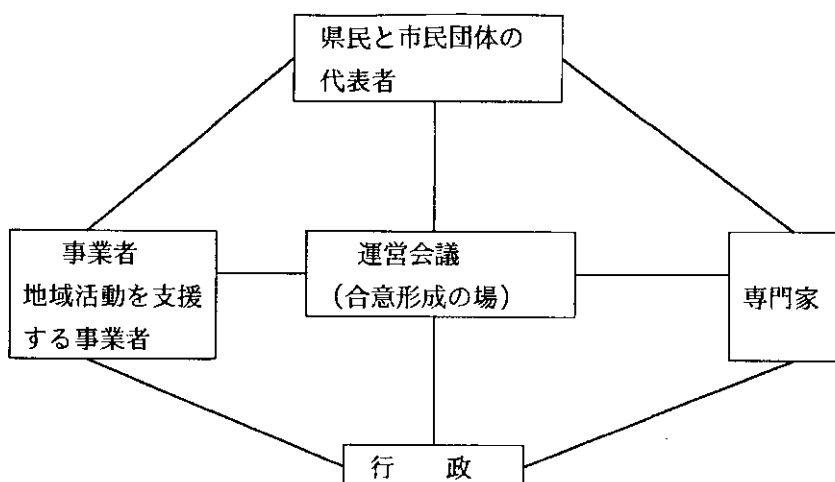 県民と市民団体の
代表者
事業者
地域活動を支援
する事業者
運営会議
（合意形成の場）
専門家
行　政